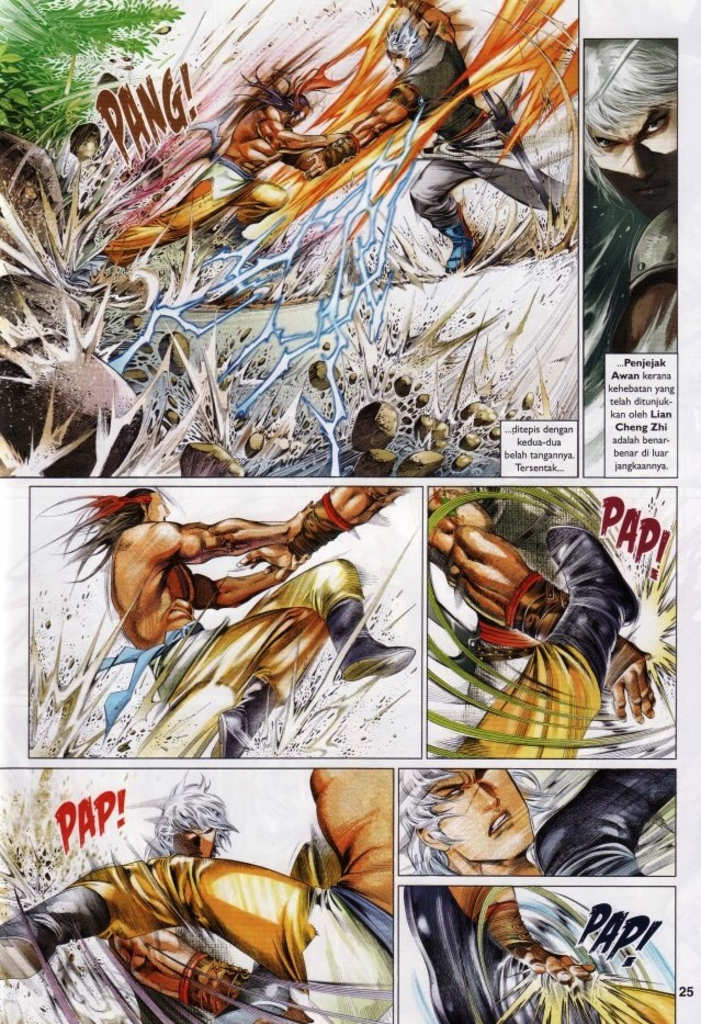 PANG!
...ditepis dengan
kedua-dua
belah tangannya.
Tersentak...
...Penjejak
Awan kerana
kehebatan yang
telah ditunjuk-
kan oleh Lian
Cheng Zhi
adalah benar-
benar di luar
jangkaannya.
PAP!
PAP!
PAP!
25